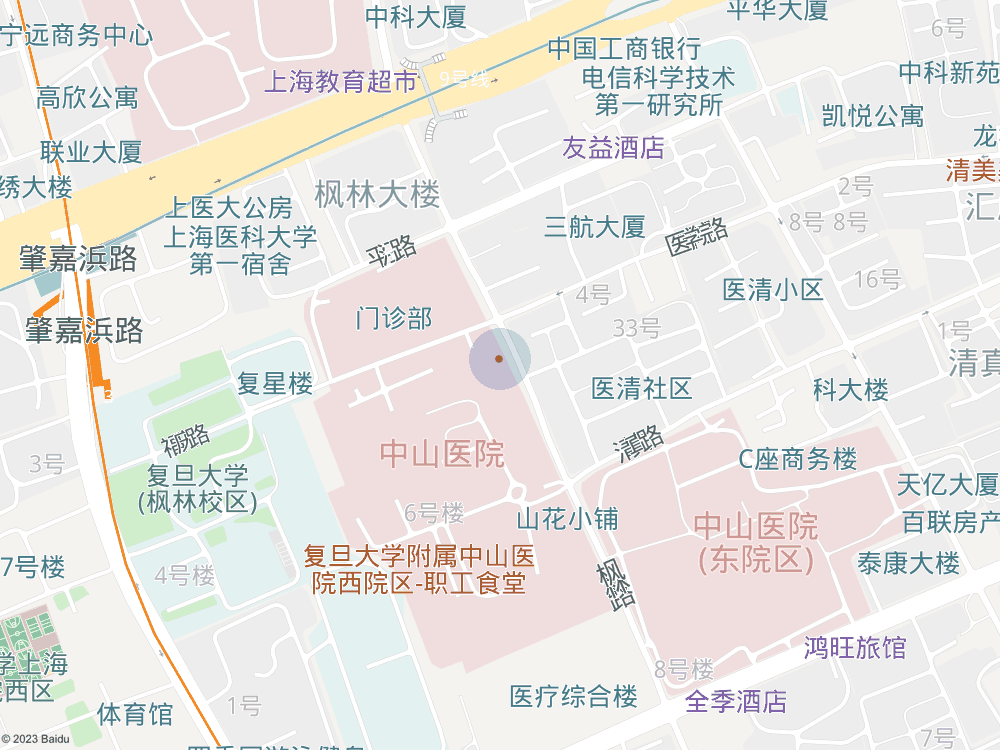 中科大厦
平华大厦
宁远商务中心
6号
中国工商银行
上海教育超市
9号线
电信科学技术
第一研究所
中科新苑
高欣公寓
凯悦公寓
联业大厦
友益酒店
龙
清美
绣大楼
枫林大楼
2号
上医大公房
汇
8号
8号
上海医科大学
第一宿舍
三航大厦
医学院路
平江路
肇嘉浜路
16号
医清小区
4号
门诊部
肇嘉浜路
33号
1号
清真
复星楼
医清社区
科大楼
清真路
中山医院
C座商务楼
3号
复旦大学
(枫林校区)
天亿大厦
6号楼
山花小铺
中山医院
(东院区)
百联房产
复旦大学附属中山医
院西院区-职工食堂
泰康大楼
7号楼
4号楼
枫林路
学上海
西区
鸿旺旅馆
8号楼
医疗综合楼
全季酒店
1号
体育馆
7号
© 2023 Baidu